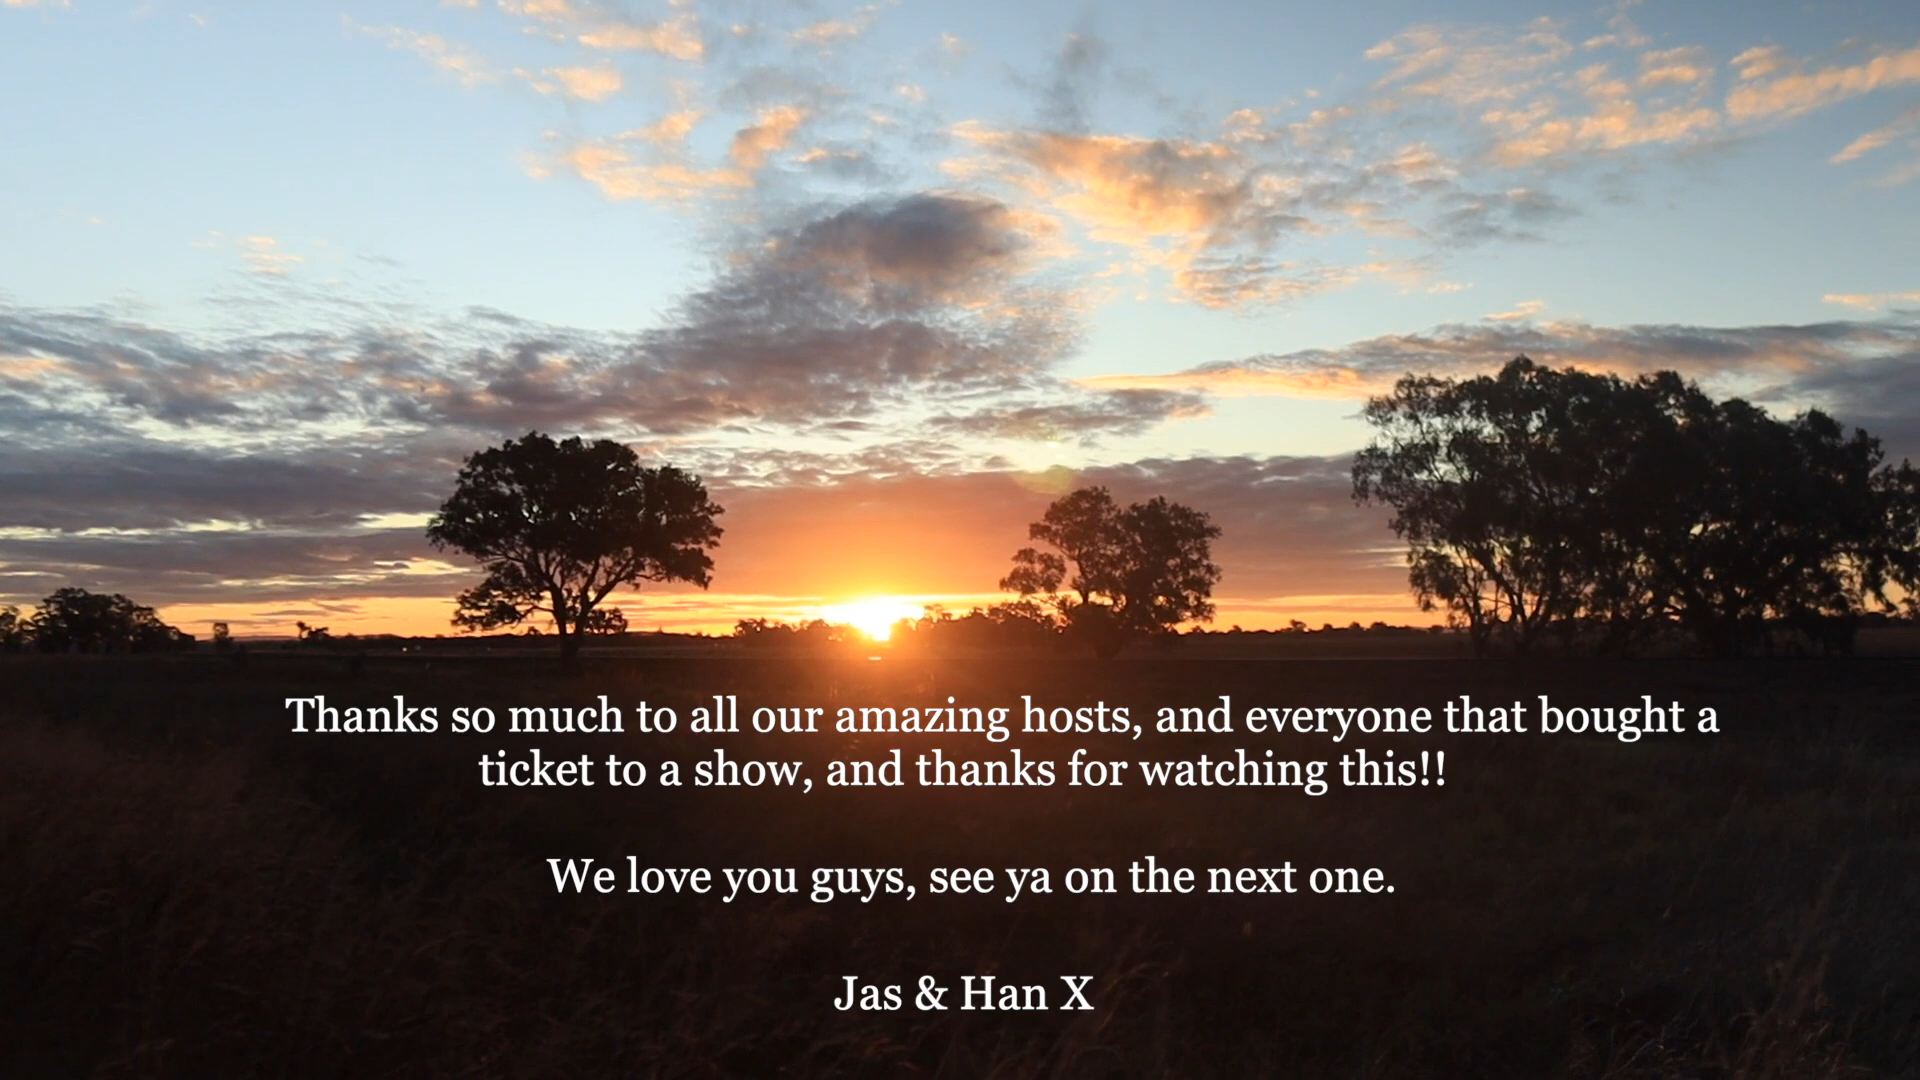 Thanks so much to all our amazing hosts, and everyone that bought a
ticket to a show, and thanks for watching this!!
We love you guys, see ya on the next one.
Jas & Han X